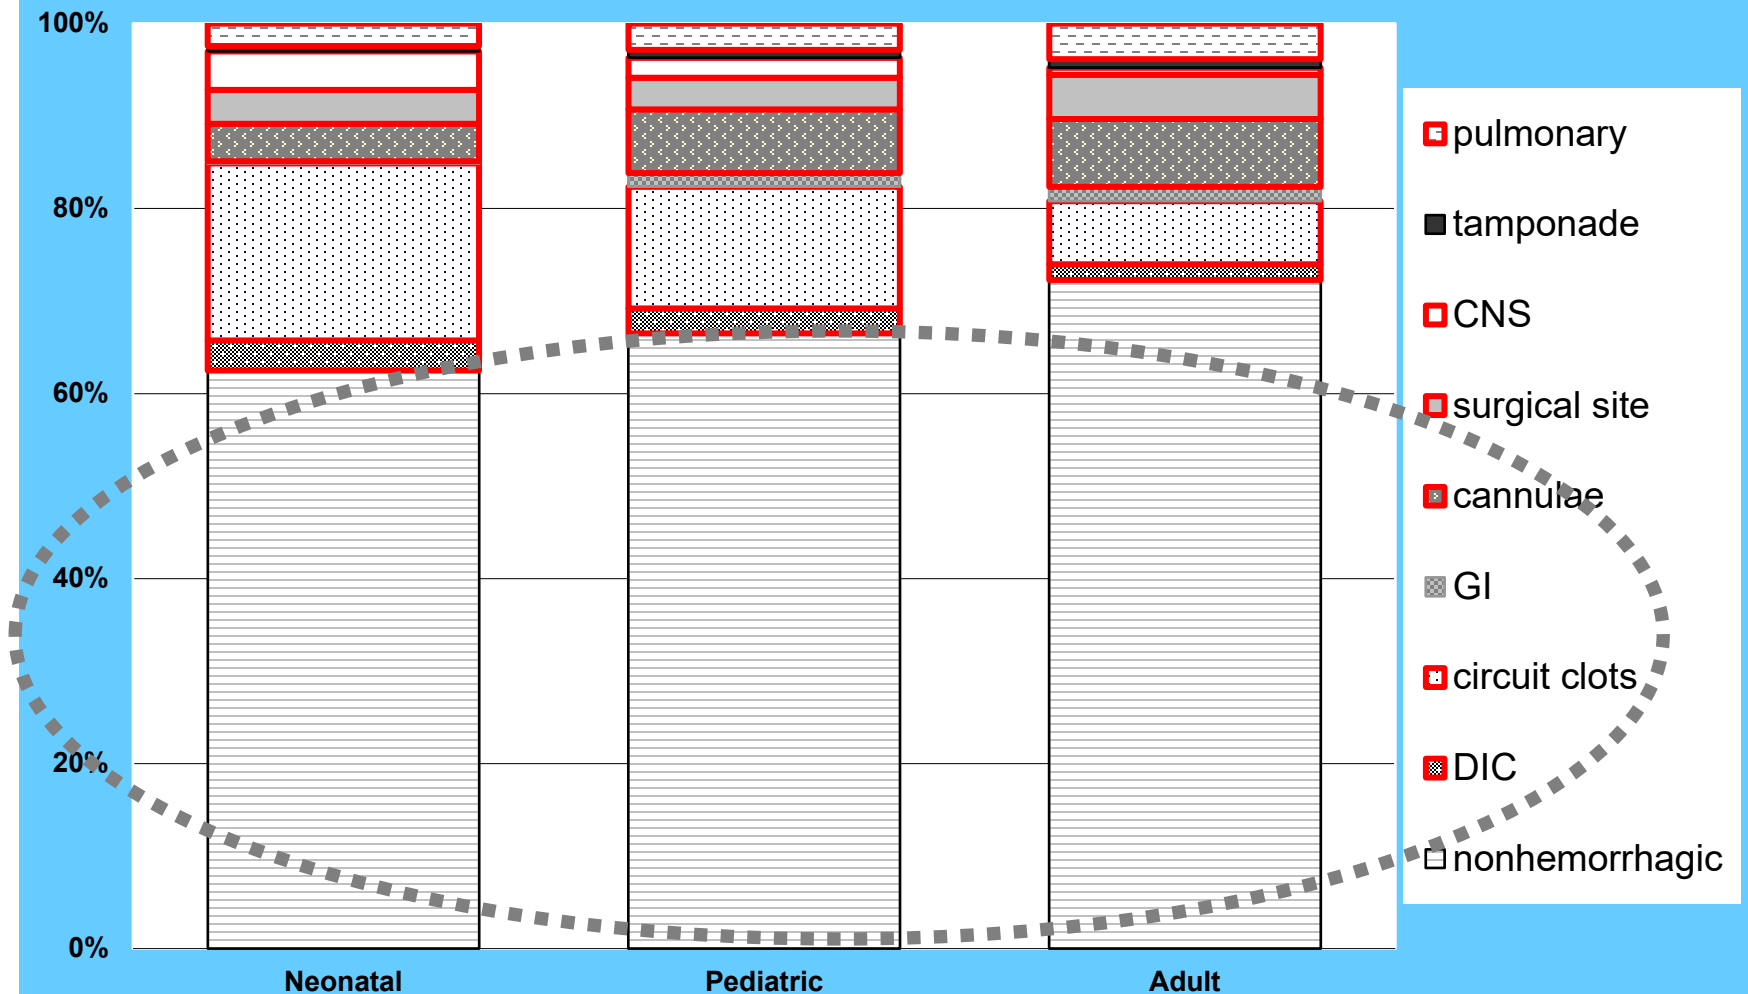 100%
80%
60%
40%
20%
0%
Neonatal
Pediatric
Adult
pulmonary
tamponade
CNS
surgical site
cannulae
GI
circuit clots
DIC
nonhemorrhagic